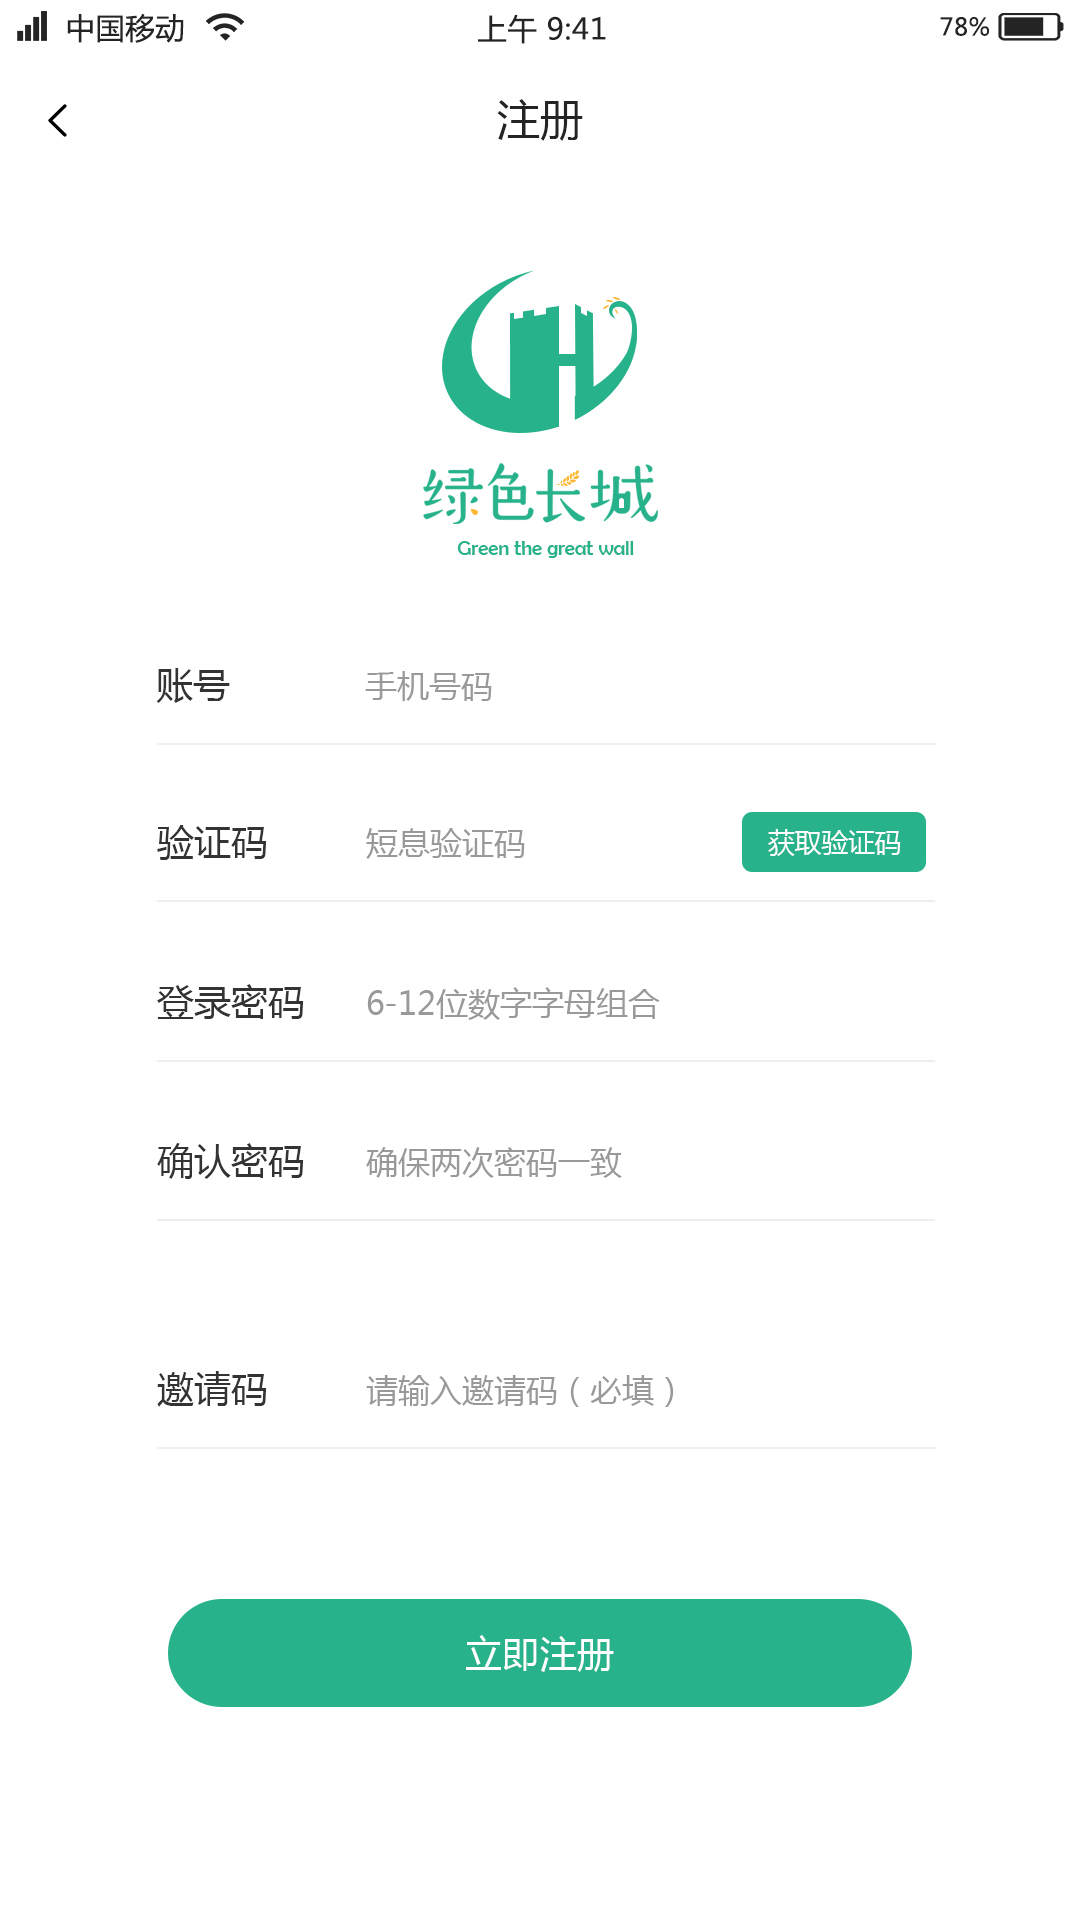 中国移动 上午 9:41 78%
注册
绿色长城
Green the great wall
账号 手机号码
验证码 短息验证码 获取验证码
登录密码 6-12位数字字母组合
确认密码 确保两次密码一致
邀请码 请输入邀请码（必填）
立即注册